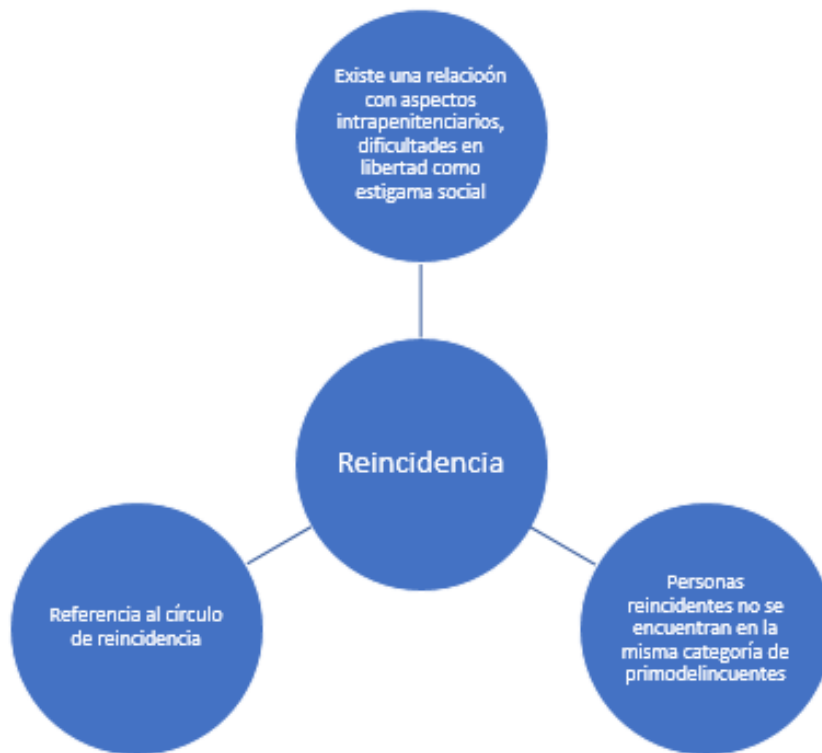 Existe una relacioón
con aspectos
intrapenitenciarios,
dificultades en
libertad como
estigama social
Reincidencia
Referencia al círculo
de reincidencia
Personas
reincidentes no se
encuentran en la
misma categoría de
primodelincuentes